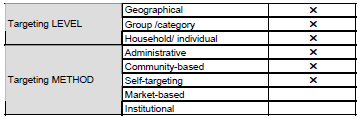 Targeting LEVEL
Geographical ×
Group /category ×
Household/ individual ×
Targeting METHOD
Administrative ×
Community-based ×
Self-targeting ×
Market-based
Institutional